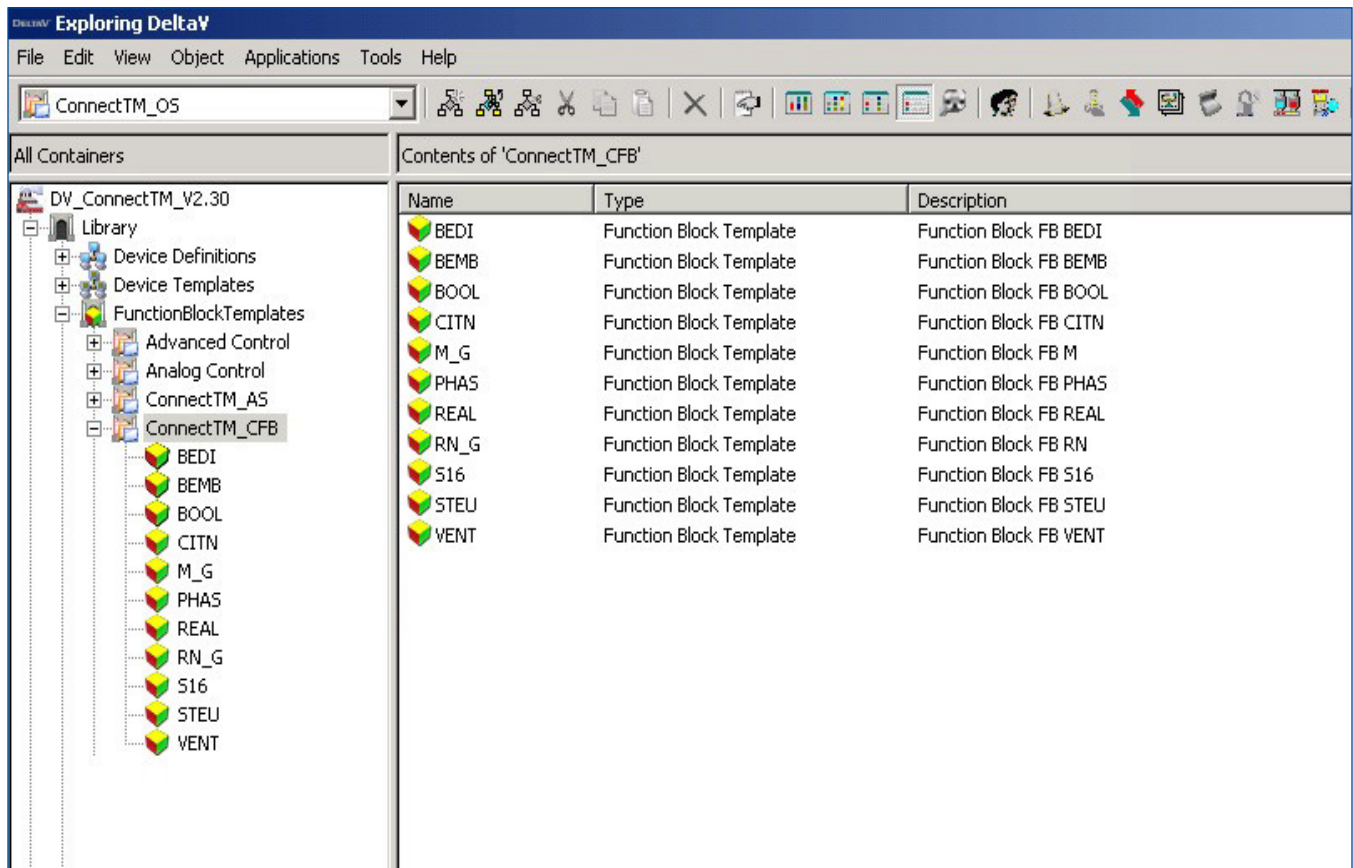 DELTAV Exploring DeltaV
File Edit View Object Applications Tools Help
ConnectTM_OS
All Containers
Contents of 'ConnectTM_CFB'
DV_ConnectTM_V2.30
Library
Device Definitions
Device Templates
FunctionBlockTemplates
Advanced Control
Analog Control
ConnectTM_AS
ConnectTM_CFB
BEDI
BEMB
BOOL
CITN
M_G
PHAS
REAL
RN_G
S16
STEU
VENT
Name Type Description
BEDI Function Block Template Function Block FB BEDI
BEMB Function Block Template Function Block FB BEMB
BOOL Function Block Template Function Block FB BOOL
CITN Function Block Template Function Block FB CITN
M_G Function Block Template Function Block FB M
PHAS Function Block Template Function Block FB PHAS
REAL Function Block Template Function Block FB REAL
RN_G Function Block Template Function Block FB RN
S16 Function Block Template Function Block FB S16
STEU Function Block Template Function Block FB STEU
VENT Function Block Template Function Block FB VENT